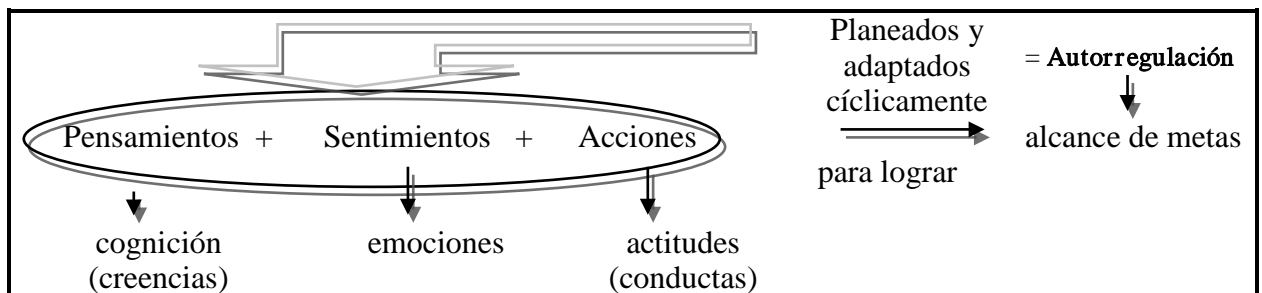 Planeados y
adaptados
cíclicamente
= Autorregulación
Pensamientos + Sentimientos + Acciones
alcance de metas
para lograr
cognición
(creencias)
emociones
actitudes
(conductas)